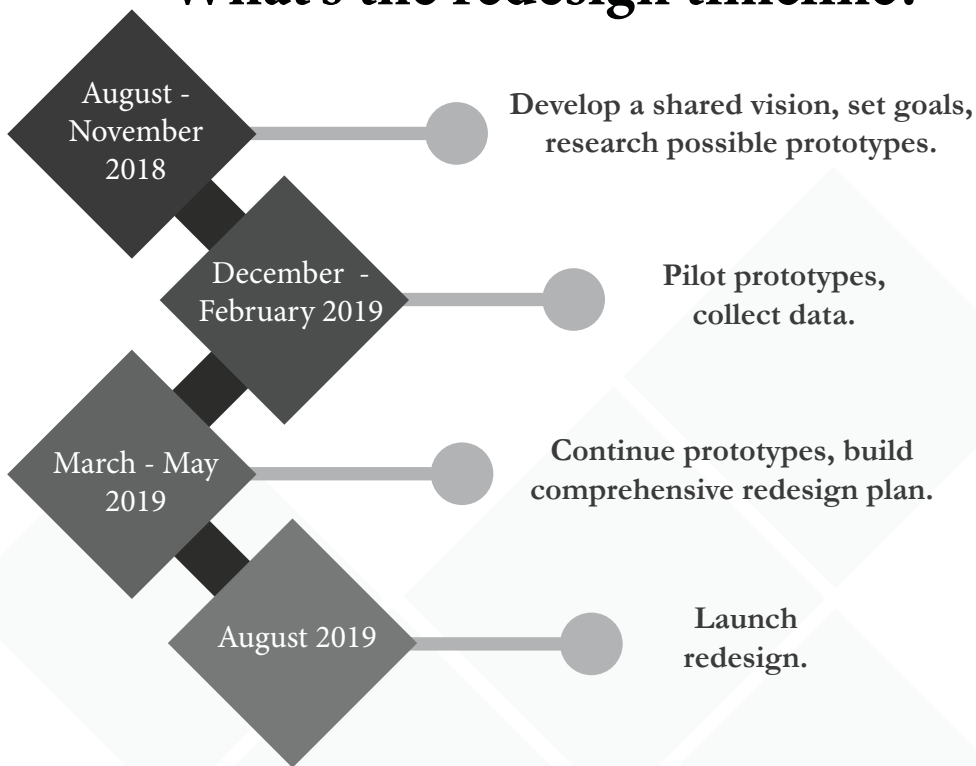 What's the redesign timeline?
August -
November
2018
Develop a shared vision, set goals,
research possible prototypes.
December -
February 2019
Pilot prototypes,
collect data.
March - May
2019
Continue prototypes, build
comprehensive redesign plan.
August 2019
Launch
redesign.